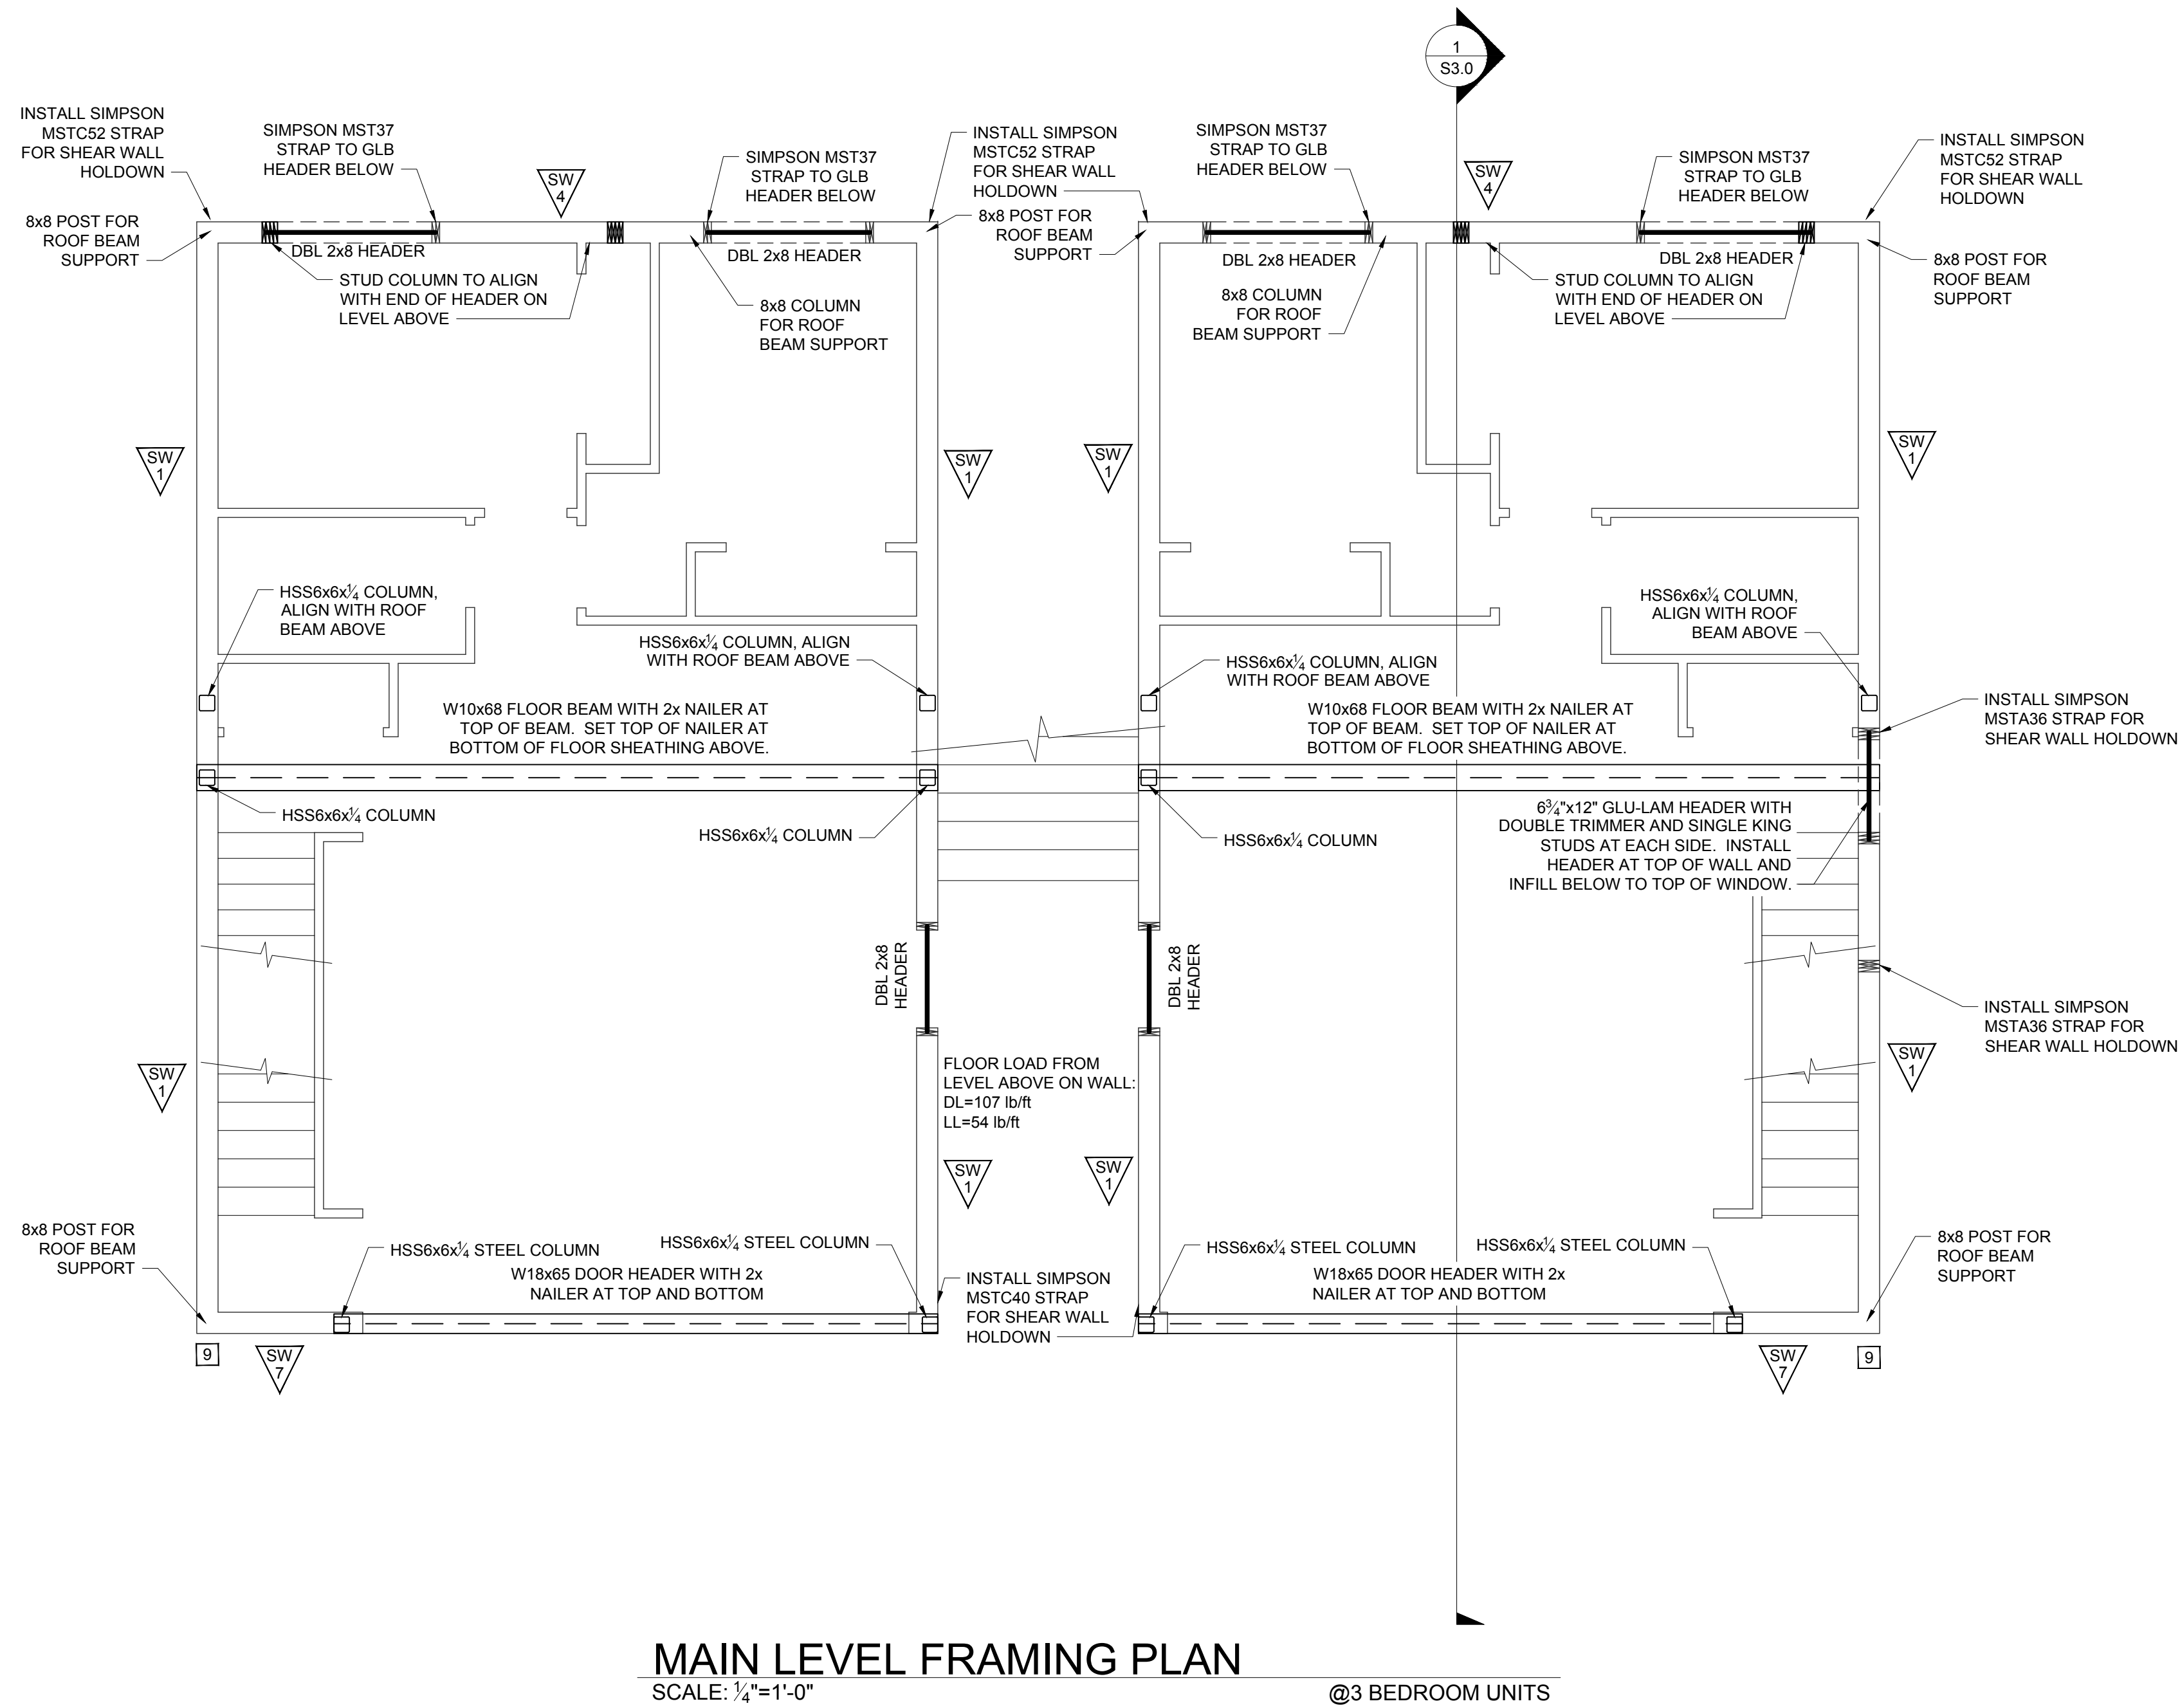 1
S3.0
INSTALL SIMPSON
MSTC52 STRAP
FOR SHEAR WALL
HOLDOWN
SIMPSON MST37
STRAP TO GLB
HEADER BELOW
SW
4
SIMPSON MST37
STRAP TO GLB
HEADER BELOW
INSTALL SIMPSON
MSTC52 STRAP
FOR SHEAR WALL
HOLDOWN
SIMPSON MST37
STRAP TO GLB
HEADER BELOW
SW
4
SIMPSON MST37
STRAP TO GLB
HEADER BELOW
INSTALL SIMPSON
MSTC52 STRAP
FOR SHEAR WALL
HOLDOWN
8x8 POST FOR
ROOF BEAM
SUPPORT
DBL 2x8 HEADER
STUD COLUMN TO ALIGN
WITH END OF HEADER ON
LEVEL ABOVE
DBL 2x8 HEADER
8x8 COLUMN
FOR ROOF
BEAM SUPPORT
8x8 POST FOR
ROOF BEAM
SUPPORT
DBL 2x8 HEADER
8x8 COLUMN
FOR ROOF
BEAM SUPPORT
DBL 2x8 HEADER
STUD COLUMN TO ALIGN
WITH END OF HEADER ON
LEVEL ABOVE
8x8 POST FOR
ROOF BEAM
SUPPORT
SW
1
SW
1
SW
1
SW
1
HSS6x6x¼ COLUMN,
ALIGN WITH ROOF
BEAM ABOVE
HSS6x6x¼ COLUMN, ALIGN
WITH ROOF BEAM ABOVE
HSS6x6x¼ COLUMN, ALIGN
WITH ROOF BEAM ABOVE
HSS6x6x¼ COLUMN,
ALIGN WITH ROOF
BEAM ABOVE
W10x68 FLOOR BEAM WITH 2x NAILER AT
TOP OF BEAM. SET TOP OF NAILER AT
BOTTOM OF FLOOR SHEATHING ABOVE.
W10x68 FLOOR BEAM WITH 2x NAILER AT
TOP OF BEAM. SET TOP OF NAILER AT
BOTTOM OF FLOOR SHEATHING ABOVE.
INSTALL SIMPSON
MSTA36 STRAP FOR
SHEAR WALL HOLDOWN
HSS6x6x¼ COLUMN
HSS6x6x¼ COLUMN
HSS6x6x¼ COLUMN
6¾"x12" GLU-LAM HEADER WITH
DOUBLE TRIMMER AND SINGLE KING
STUDS AT EACH SIDE. INSTALL
HEADER AT TOP OF WALL AND
INFILL BELOW TO TOP OF WINDOW.
DBL 2x8
HEADER
DBL 2x8
HEADER
INSTALL SIMPSON
MSTA36 STRAP FOR
SHEAR WALL HOLDOWN
SW
1
FLOOR LOAD FROM
LEVEL ABOVE ON WALL:
DL=107 lb/ft
LL=54 lb/ft
SW
1
SW
1
SW
1
8x8 POST FOR
ROOF BEAM
SUPPORT
HSS6x6x¼ STEEL COLUMN
HSS6x6x¼ STEEL COLUMN
W18x65 DOOR HEADER WITH 2x
NAILER AT TOP AND BOTTOM
INSTALL SIMPSON
MSTC40 STRAP
FOR SHEAR WALL
HOLDOWN
HSS6x6x¼ STEEL COLUMN
HSS6x6x¼ STEEL COLUMN
W18x65 DOOR HEADER WITH 2x
NAILER AT TOP AND BOTTOM
8x8 POST FOR
ROOF BEAM
SUPPORT
9
SW
7
SW
7
9
MAIN LEVEL FRAMING PLAN
SCALE: ¼"=1'-0"
@3 BEDROOM UNITS